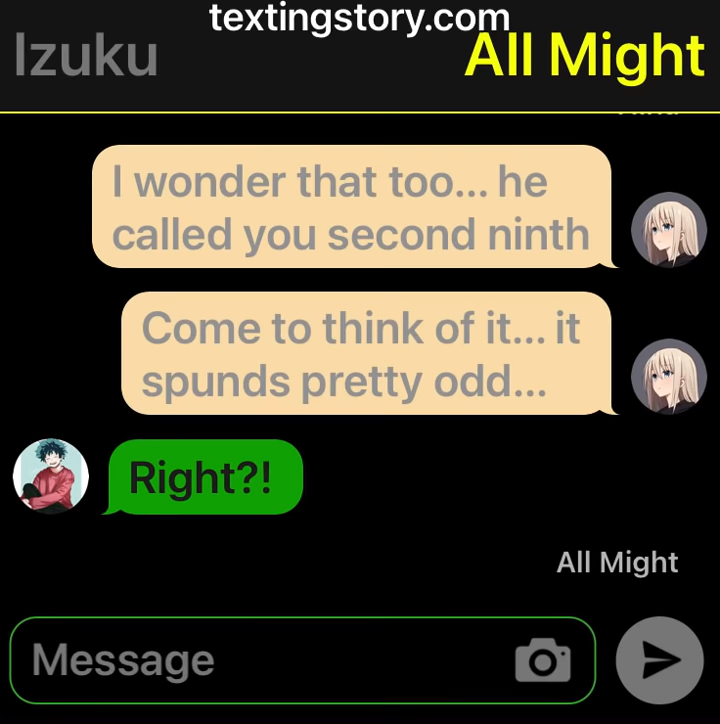 textingstory.com
Izuku
All Might
I wonder that too... he
called you second ninth
Come to think of it... it
spunds pretty odd...
Right?!
All Might
Message